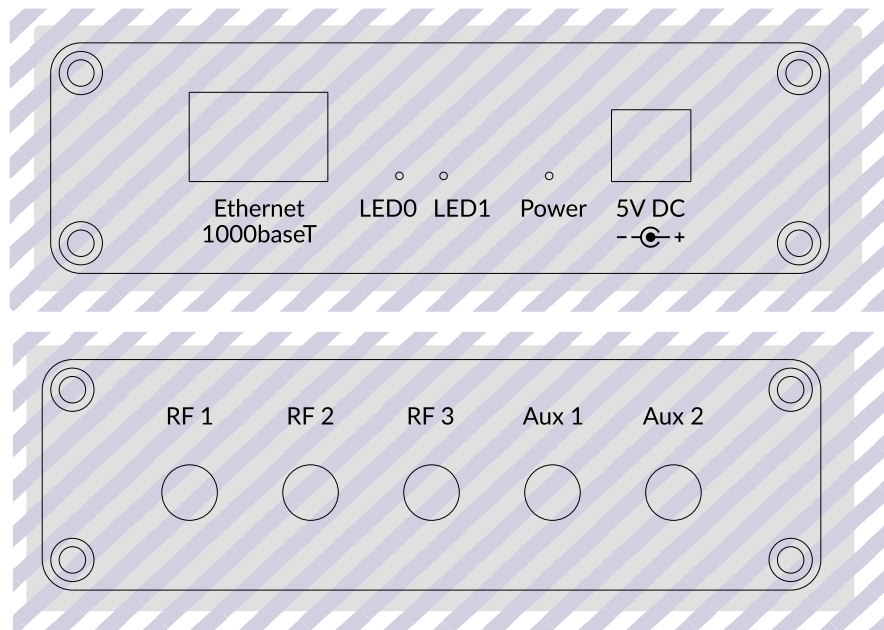 Ethernet
1000baseT
LED0
LED1
Power
5V DC
− +
RF 1
RF 2
RF 3
Aux 1
Aux 2